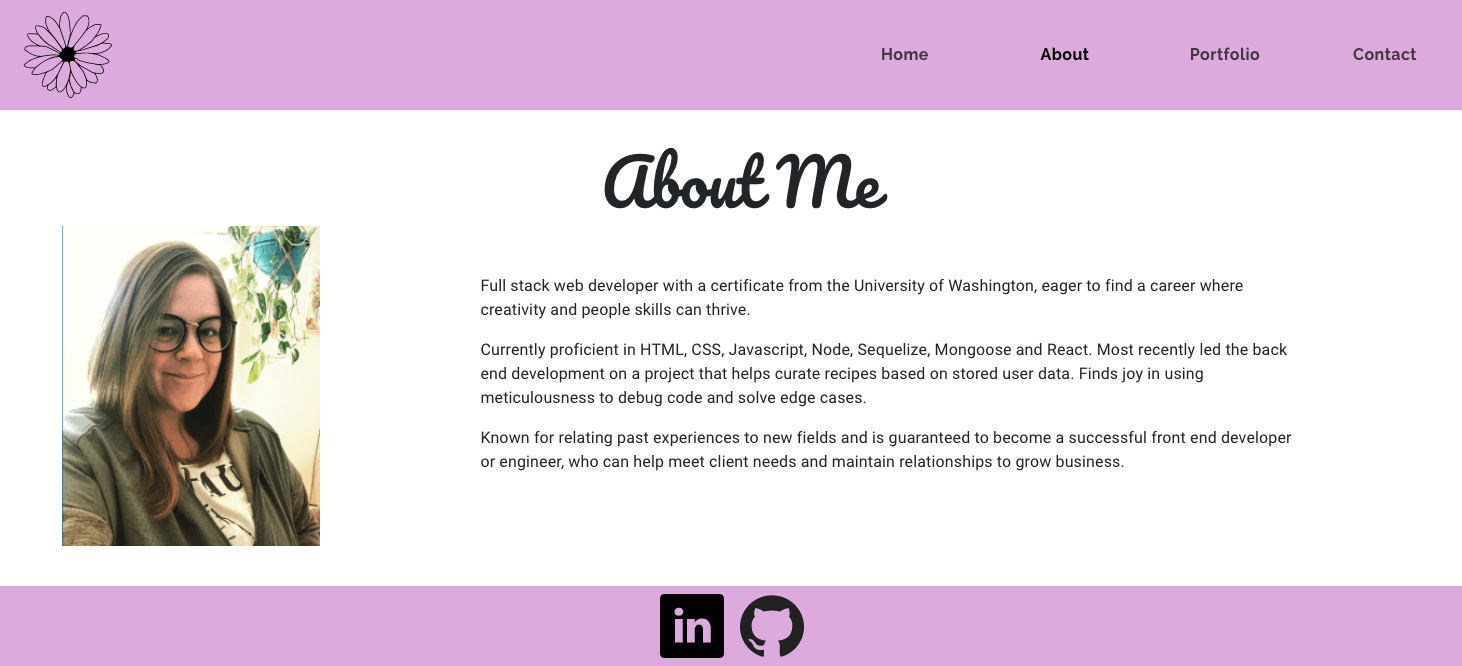 Home About Portfolio Contact
About Me
Full stack web developer with a certificate from the University of Washington, eager to find a career where
creativity and people skills can thrive.
Currently proficient in HTML, CSS, Javascript, Node, Sequelize, Mongoose and React. Most recently led the back
end development on a project that helps curate recipes based on stored user data. Finds joy in using
meticulousness to debug code and solve edge cases.
Known for relating past experiences to new fields and is guaranteed to become a successful front end developer
or engineer, who can help meet client needs and maintain relationships to grow business.
in